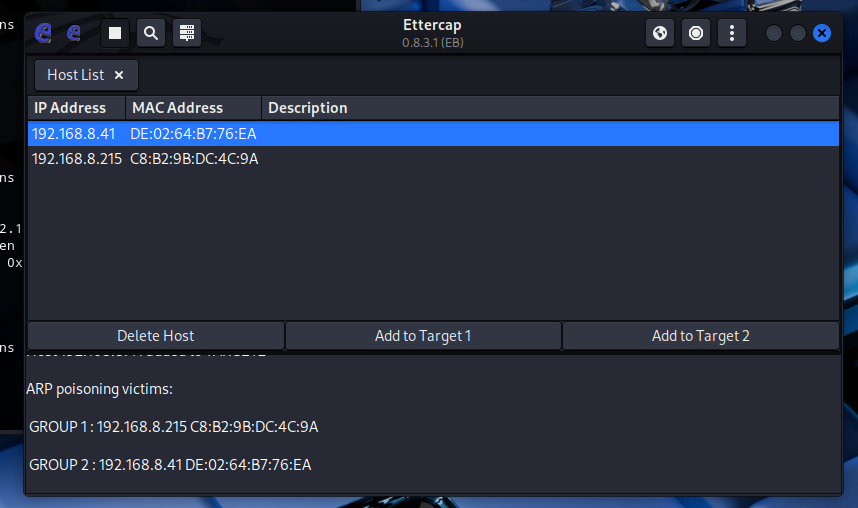 ns
Ettercap
0.8.3.1 (EB)
Host List
IP Address MAC Address Description
192.168.8.41 DE:02:64:B7:76:EA
192.168.8.215 C8:B2:9B:DC:4C:9A
ns
2.1
en
0x
Delete Host Add to Target 1 Add to Target 2
ns
ARP poisoning victims:
GROUP 1 : 192.168.8.215 C8:B2:9B:DC:4C:9A
GROUP 2 : 192.168.8.41 DE:02:64:B7:76:EA